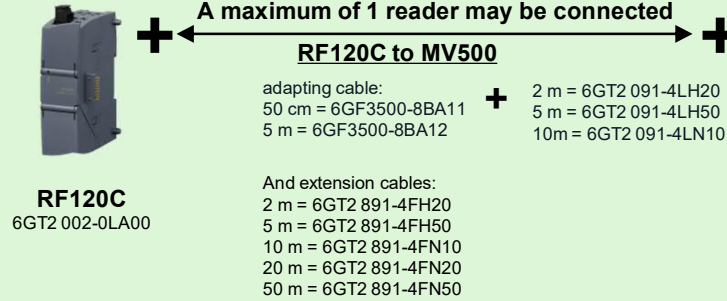 A maximum of 1 reader may be connected
RF120C to MV500
adapting cable:
50 cm = 6GF3500-8BA11
5 m = 6GF3500-8BA12
+
2 m = 6GT2 091-4LH20
5 m = 6GT2 091-4LH50
10m = 6GT2 091-4LN10
RF120C
6GT2 002-0LA00
And extension cables:
2 m = 6GT2 891-4FH20
5 m = 6GT2 891-4FH50
10 m = 6GT2 891-4FN10
20 m = 6GT2 891-4FN20
50 m = 6GT2 891-4FN50